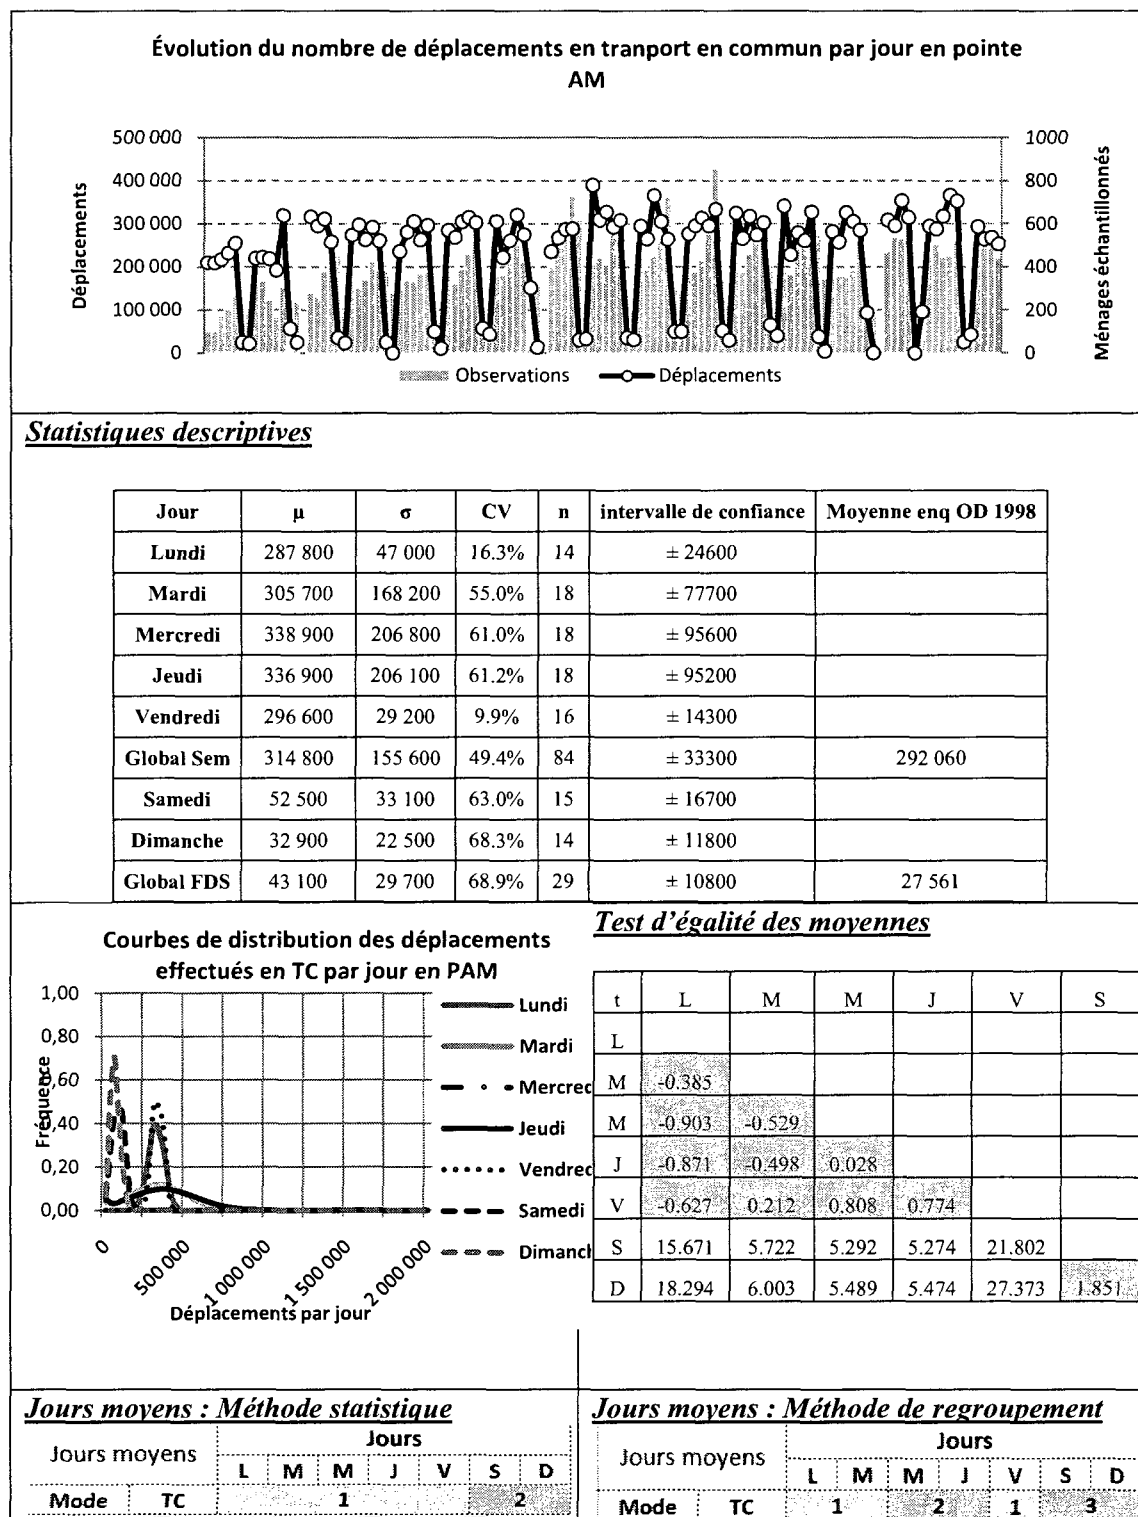 Évolution du nombre de déplacements en tranport en commun par jour en pointe
AM
500 000
400 000
300 000
200 000
100 000
0
Déplacements
1000
800
600
400
200
0
Ménages échantillonnés
Observations
Déplacements
Statistiques descriptives
Jour μ σ CV n intervalle de confiance Moyenne enq OD 1998
Lundi 287 800 47 000 16.3% 14 ± 24600
Mardi 305 700 168 200 55.0% 18 ± 77700
Mercredi 338 900 206 800 61.0% 18 ± 95600
Jeudi 336 900 206 100 61.2% 18 ± 95200
Vendredi 296 600 29 200 9.9% 16 ± 14300
Global Sem 314 800 155 600 49.4% 84 ± 33300 292 060
Samedi 52 500 33 100 63.0% 15 ± 16700
Dimanche 32 900 22 500 68.3% 14 ± 11800
Global FDS 43 100 29 700 68.9% 29 ± 10800 27 561
Courbes de distribution des déplacements
effectués en TC par jour en PAM
1,00
0,80
0,60
0,40
0,20
0,00
Fréquence
0
500 000
1 000 000
1 500 000
2 000 000
Déplacements par jour
Lundi
Mardi
Mercrec
Jeudi
Vendrec
Samedi
Dimancl
Test d'égalité des moyennes
t L M M J V S
L
M -0.385
M -0.903 -0.529
J -0.871 -0.498 0.028
V -0.627 0.212 0.808 0.774
S 15.671 5.722 5.292 5.274 21.802
D 18.294 6.003 5.489 5.474 27.373 1.851
Jours moyens : Méthode statistique
Jours moyens
Jours
L M M J V S D
Mode TC 1 2
Jours moyens : Méthode de regroupement
Jours moyens
Jours
L M M J V S D
Mode TC 1 2 1 3